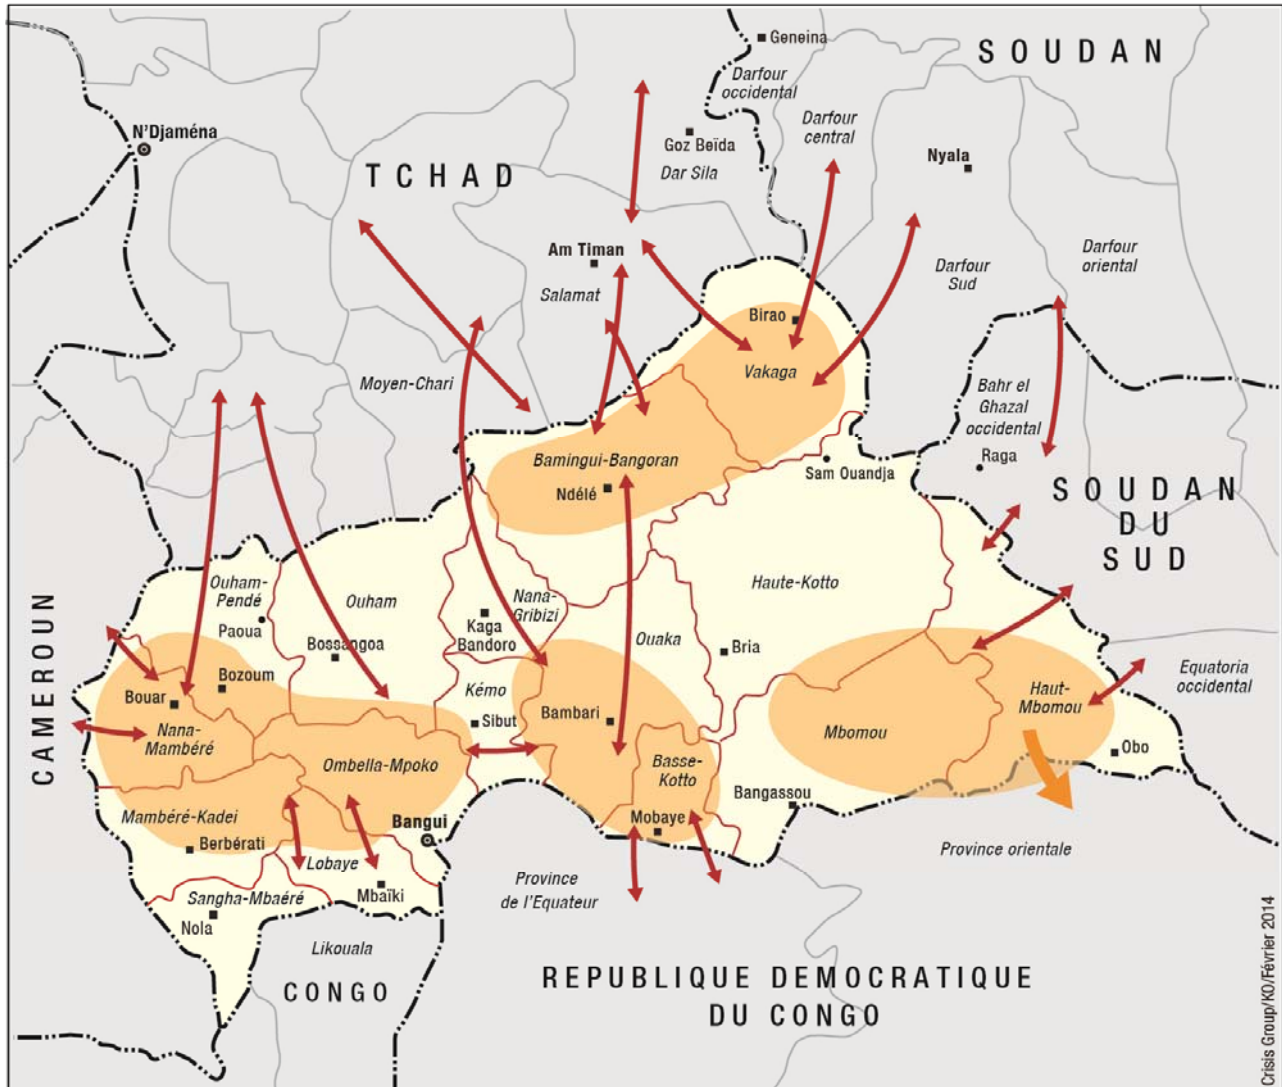 Geneina
SOUDAN
Darfour
occidental
N'Djaména
Darfour
central
Goz Beïda
Nyala
TCHAD
Dar Sila
Am Timan
Darfour
oriental
Darfour
Sud
Salamat
Birao
Vakaga
Moyen-Chari
Bahr el
Ghazal
occidental
Raga
Bamingui-Bangoran
Ndélé
Sam Ouandja
SOUDAN
DU
SUD
Ouham-
Pendé
Paoua
Ouham
Bossangoa
Nana-
Gribizi
Kaga
Bandoro
Haute-Kotto
Ouaka
Bria
CAMEROUN
Bozoum
Bouar
Nana-
Mambéré
Kémo
Sibut
Bambari
Equatoria
occidental
Haut-
Mbomou
Mbomou
Obo
Ombella-Mpoko
Basse-
Kotto
Bangassou
Mambéré-Kadei
Berbérati
Bangui
Mobaye
Lobaye
Mbaïki
Province orientale
Province
de l'Equateur
Sangha-Mbaéré
Nola
Likouala
CONGO
REPUBLIQUE DEMOCRATIQUE
DU CONGO
Crisis Group/KO/Février 2014